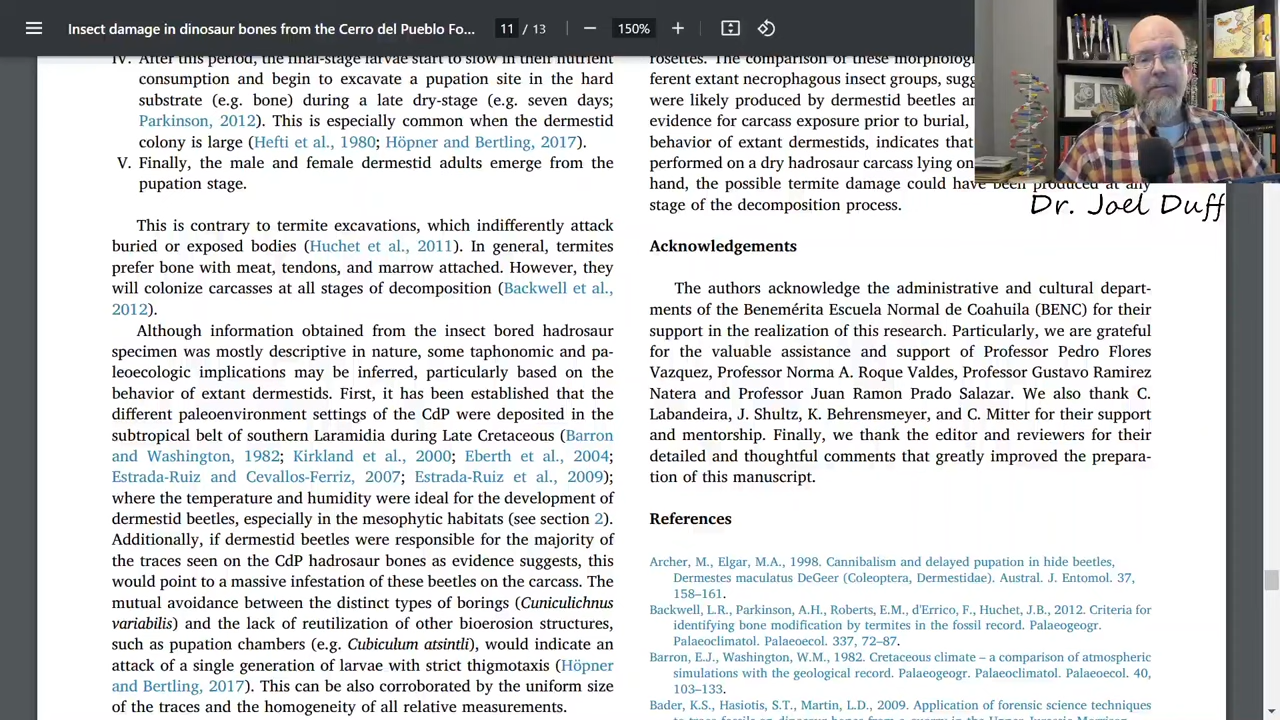 Insect damage in dinosaur bones from the Cerro del Pueblo Fo...
11 / 13
150%
Dr. Joel Duff
IV. After this period, the final-stage larvae start to slow in their nutrient
consumption and begin to excavate a pupation site in the hard
substrate (e.g. bone) during a late dry-stage (e.g. seven days;
Parkinson, 2012). This is especially common when the dermestid
colony is large (Hefti et al., 1980; Höpner and Bertling, 2017).
V. Finally, the male and female dermestid adults emerge from the
pupation stage.
This is contrary to termite excavations, which indifferently attack
buried or exposed bodies (Huchet et al., 2011). In general, termites
prefer bone with meat, tendons, and marrow attached. However, they
will colonize carcasses at all stages of decomposition (Backwell et al.,
2012).
Although information obtained from the insect bored hadrosaur
specimen was mostly descriptive in nature, some taphonomic and pa-
leoecologic implications may be inferred, particularly based on the
behavior of extant dermestids. First, it has been established that the
different paleoenvironment settings of the CdP were deposited in the
subtropical belt of southern Laramidia during Late Cretaceous (Barron
and Washington, 1982; Kirkland et al., 2000; Eberth et al., 2004;
Estrada-Ruiz and Cevallos-Ferriz, 2007; Estrada-Ruiz et al., 2009);
where the temperature and humidity were ideal for the development of
dermestid beetles, especially in the mesophytic habitats (see section 2).
Additionally, if dermestid beetles were responsible for the majority of
the traces seen on the CdP hadrosaur bones as evidence suggests, this
would point to a massive infestation of these beetles on the carcass. The
mutual avoidance between the distinct types of borings (Cuniculichnus
variabilis) and the lack of reutilization of other bioerosion structures,
such as pupation chambers (e.g. Cubiculum atsintli), would indicate an
attack of a single generation of larvae with strict thigmotaxis (Höpner
and Bertling, 2017). This can be also corroborated by the uniform size
of the traces and the homogeneity of all relative measurements.
rosettes. The comparison of these morpholog
ferent extant necrophagous insect groups, sugg
were likely produced by dermestid beetles an
evidence for carcass exposure prior to burial,
behavior of extant dermestids, indicates that
performed on a dry hadrosaur carcass lying on
hand, the possible termite damage could have been produced at any
stage of the decomposition process.
Acknowledgements
The authors acknowledge the administrative and cultural depart-
ments of the Benemérita Escuela Normal de Coahuila (BENC) for their
support in the realization of this research. Particularly, we are grateful
for the valuable assistance and support of Professor Pedro Flores
Vazquez, Professor Norma A. Roque Valdes, Professor Gustavo Ramirez
Natera and Professor Juan Ramon Prado Salazar. We also thank C.
Labandeira, J. Shultz, K. Behrensmeyer, and C. Mitter for their support
and mentorship. Finally, we thank the editor and reviewers for their
detailed and thoughtful comments that greatly improved the prepara-
tion of this manuscript.
References
Archer, M., Elgar, M.A., 1998. Cannibalism and delayed pupation in hide beetles,
Dermestes maculatus DeGeer (Coleoptera, Dermestidae). Austral. J. Entomol. 37,
158–161.
Backwell, L.R., Parkinson, A.H., Roberts, E.M., d'Errico, F., Huchet, J.B., 2012. Criteria for
identifying bone modification by termites in the fossil record. Palaeogeogr.
Palaeoclimatol. Palaeoecol. 337, 72–87.
Barron, E.J., Washington, W.M., 1982. Cretaceous climate – a comparison of atmospheric
simulations with the geological record. Palaeogeogr. Palaeoclimatol. Palaeoecol. 40,
103–133.
Bader, K.S., Hasiotis, S.T., Martin, L.D., 2009. Application of forensic science techniques